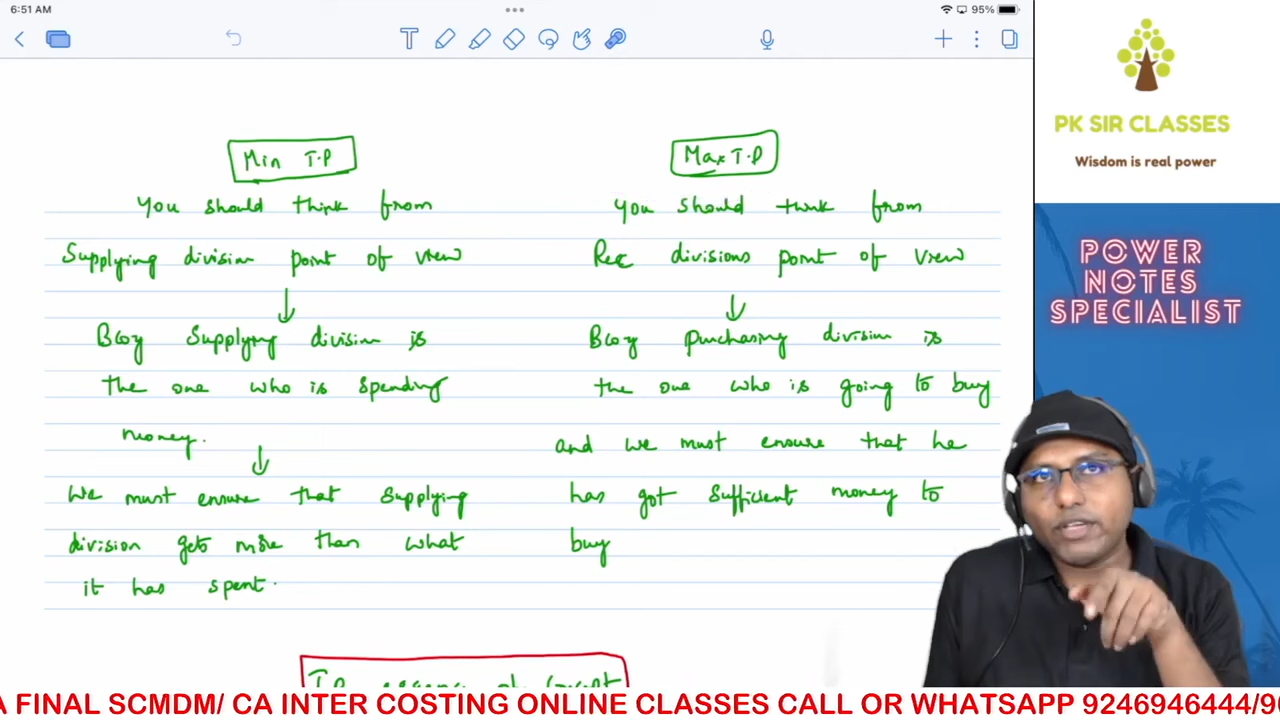 6:51 AM
95%
Min T.P
You should think from
Supplying division point of view
Bcoz Supplying division is
the one who is spending
money.
We must ensure that supplying
division gets more than what
it has spent.
Max T.P
You should think from
Rec divisions point of view
Bcoz purchasing division is
the one who is going to buy
and we must ensure that he
has got sufficient money to
buy
PK SIR CLASSES
Wisdom is real power
POWER
NOTES
SPECIALIST
A FINAL SCMDM/ CA INTER COSTING ONLINE CLASSES CALL OR WHATSAPP 9246946444/90